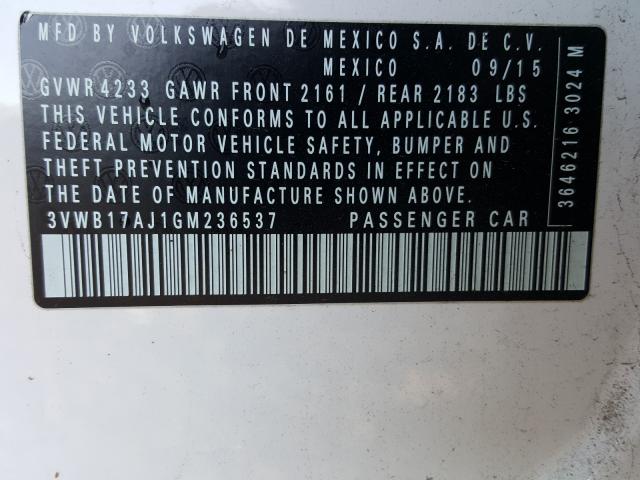 MFD BY VOLKSWAGEN DE MEXICO S.A. DE C.V.
MEXICO 09/15
GVWR 4233 GAWR FRONT 2161 / REAR 2183 LBS
THIS VEHICLE CONFORMS TO ALL APPLICABLE U.S.
FEDERAL MOTOR VEHICLE SAFETY, BUMPER AND
THEFT PREVENTION STANDARDS IN EFFECT ON
THE DATE OF MANUFACTURE SHOWN ABOVE
3VWB17AJ1GM236537 PASSENGER CAR
3646216 3024 M